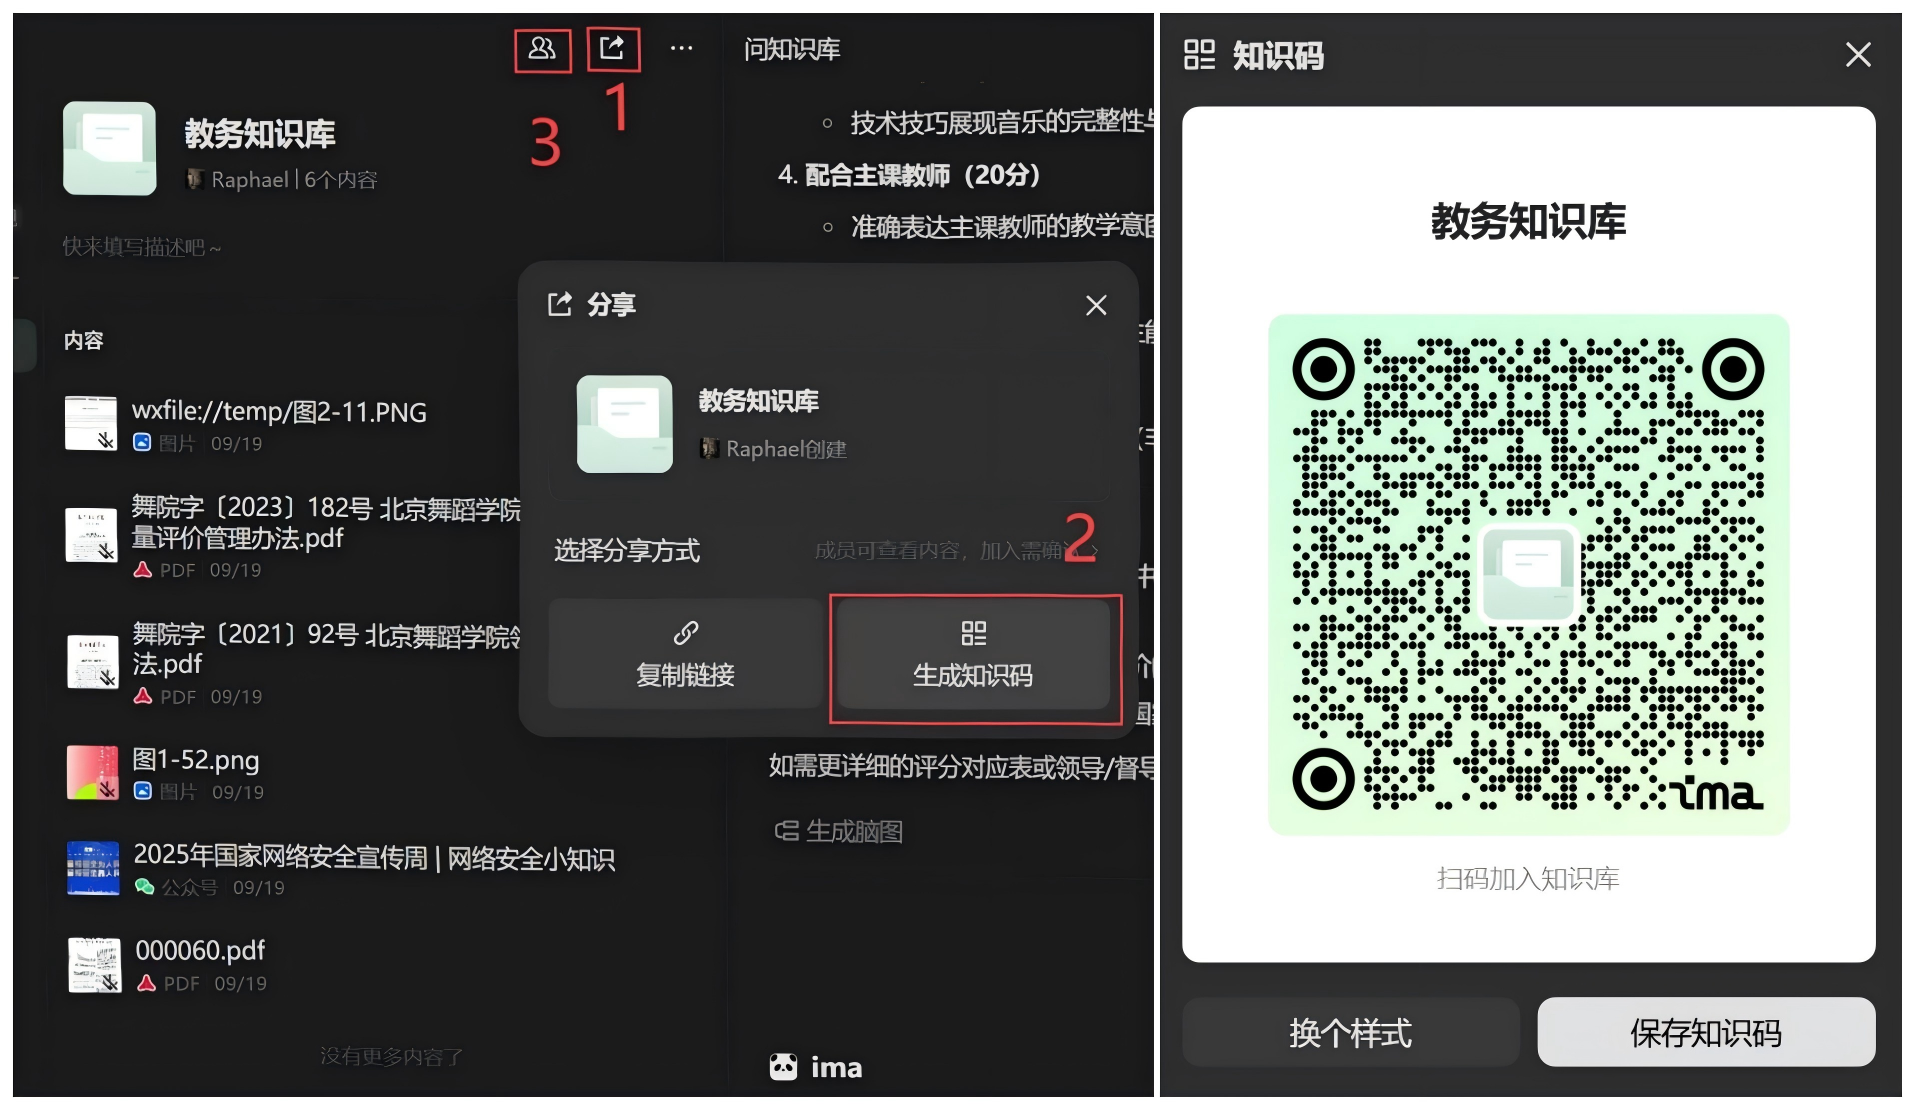 1
3
教务知识库
Raphael | 6个内容
快来填写描述吧~
内容
wxfile://temp/图2-11.PNG
图片 09/19
舞院字〔2023〕182号 北京舞蹈学院
量评价管理办法.pdf
PDF 09/19
舞院字〔2021〕92号 北京舞蹈学院
法.pdf
PDF 09/19
图1-52.png
图片 09/19
2025年国家网络安全宣传周 | 网络安全小知识
公众号 09/19
000060.pdf
PDF 09/19
没有更多内容了
问知识库
技术技巧展现音乐的完整性
4. 配合主课教师（20分）
准确表达主课教师的教学意图
分享
教务知识库
Raphael创建
选择分享方式
成员可查看内容，加入需确认
2
复制链接
生成知识码
如需更详细的评分对应表或领导/督导
生成脑图
ima
知识码
教务知识库
ima
扫码加入知识库
换个样式
保存知识码